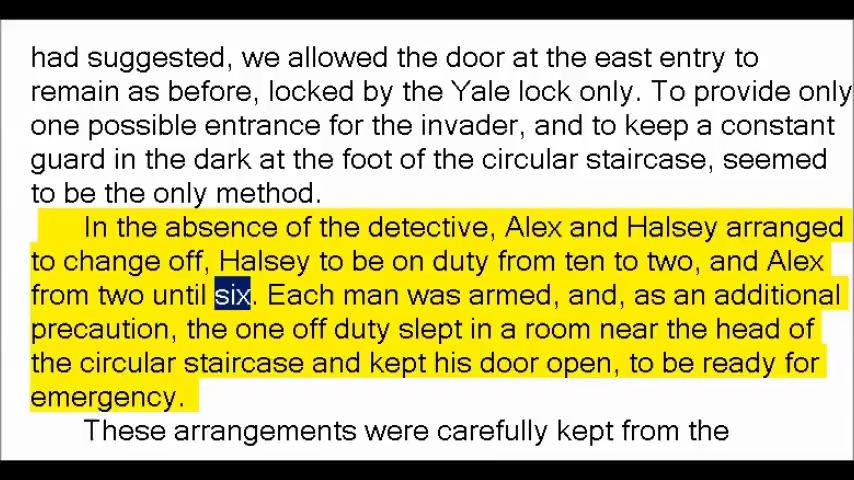 had suggested, we allowed the door at the east entry to
remain as before, locked by the Yale lock only. To provide only
one possible entrance for the invader, and to keep a constant
guard in the dark at the foot of the circular staircase, seemed
to be the only method.
In the absence of the detective, Alex and Halsey arranged
to change off, Halsey to be on duty from ten to two, and Alex
from two until six. Each man was armed, and, as an additional
precaution, the one off duty slept in a room near the head of
the circular staircase and kept his door open, to be ready for
emergency.
These arrangements were carefully kept from the